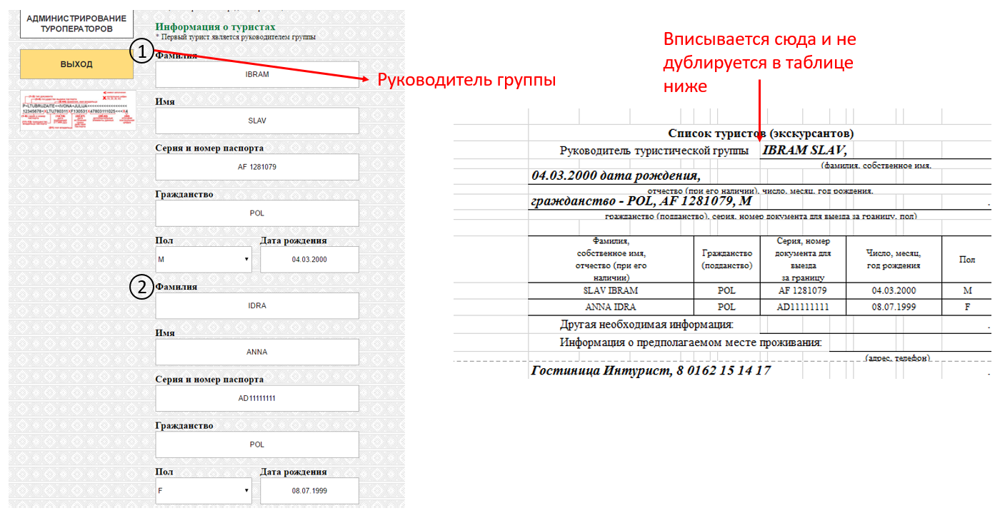 АДМИНИСТРИРОВАНИЕ
ТУРОПЕРАТОРОВ
ВЫХОД
P<LTUBRUZAITE<<IVONA<JULIJA<<<<<<<<<<<<<<<<<
Информация о туристах
* Первый турист является руководителем группы
1
Фамилия
IBRAM
Имя
SLAV
Серия и номер паспорта
AF 1281079
Гражданство
POL
Пол Дата рождения
M 04.03.2000
2
Фамилия
IDRA
Имя
ANNA
Серия и номер паспорта
AD11111111
Гражданство
POL
Пол Дата рождения
F 08.07.1999
Руководитель группы
Вписывается сюда и не
дублируется в таблице
ниже
Список туристов (экскурсантов)
Руководитель туристической группы IBRAM SLAV,
(фамилия, собственное имя,
04.03.2000 дата рождения,
отчество (при его наличии), число, месяц, год рождения,
гражданство - POL, AF 1281079, M .
гражданство (подданство), серия, номер документа для выезда за границу, пол)
Фамилия,
собственное имя,
отчество (при его
наличии)
Гражданство
(подданство)
Серия, номер
документа для
выезда
за границу
Число, месяц,
год рождения
Пол
SLAV IBRAM POL AF 1281079 04.03.2000 M
ANNA IDRA POL AD11111111 08.07.1999 F
Другая необходимая информация: .
Информация о предполагаемом месте проживания:
(адрес, телефон)
Гостиница Интурист, 8 0162 15 14 17 .